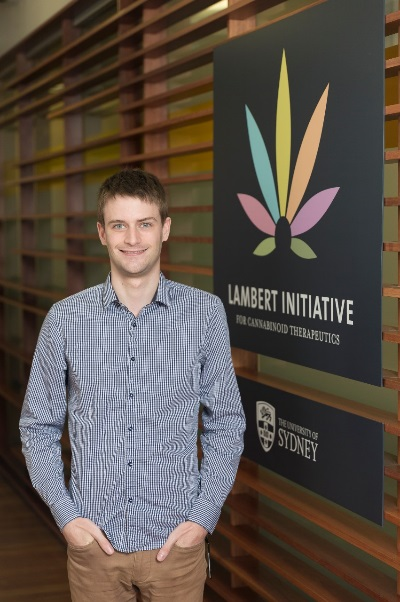 LAMBERT INITIATIVE
FOR CANNABINOID THERAPEUTICS
THE UNIVERSITY OF
SYDNEY